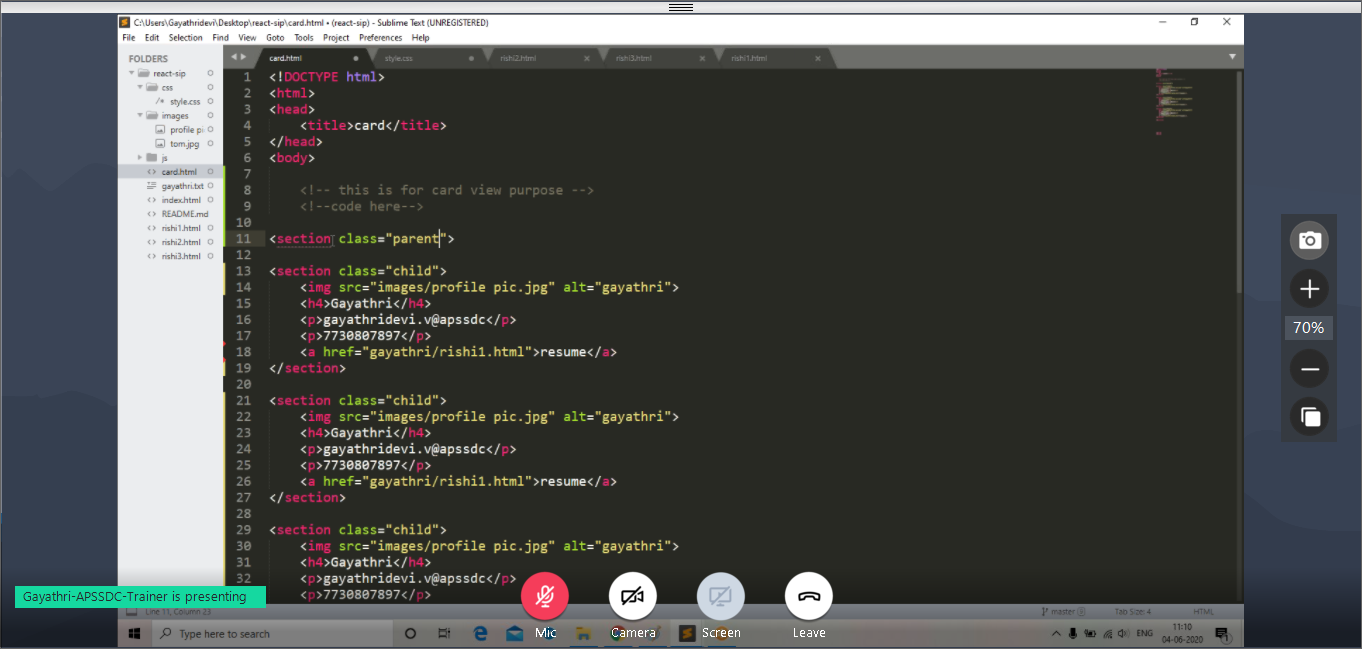 C:\Users\Gayathridevi\Desktop\react-sip\card.html • (react-sip) - Sublime Text (UNREGISTERED)
File Edit Selection Find View Goto Tools Project Preferences Help
FOLDERS
react-sip
css
/* style.css
images
profile pi
tom.jpg
js
<> card.html
gayathri.txt
<> index.html
<> README.md
<> rishi1.html
<> rishi2.html
<> rishi3.html
card.html style.css rishi2.html rishi3.html rishi1.html
1 <!DOCTYPE html>
2 <html>
3 <head>
4 <title>card</title>
5 </head>
6 <body>
7
8 <!-- this is for card view purpose -->
9 <!--code here-->
10
11 <section class="parent">
12
13 <section class="child">
14 <img src="images/profile pic.jpg" alt="gayathri">
15 <h4>Gayathri</h4>
16 <p>gayathridevi.v@apssdc</p>
17 <p>7730807897</p>
18 <a href="gayathri/rishi1.html">resume</a>
19 </section>
20
21 <section class="child">
22 <img src="images/profile pic.jpg" alt="gayathri">
23 <h4>Gayathri</h4>
24 <p>gayathridevi.v@apssdc</p>
25 <p>7730807897</p>
26 <a href="gayathri/rishi1.html">resume</a>
27 </section>
28
29 <section class="child">
30 <img src="images/profile pic.jpg" alt="gayathri">
31 <h4>Gayathri</h4>
32 <p>gayathridevi.v@apssdc</p>
<p>7730807897</p>
70%
Gayathri-APSSDC-Trainer is presenting
Line 11, Column 23
master
Tab Size: 4
HTML
Mic Camera Screen Leave
Type here to search
ENG
11:10
04-06-2020